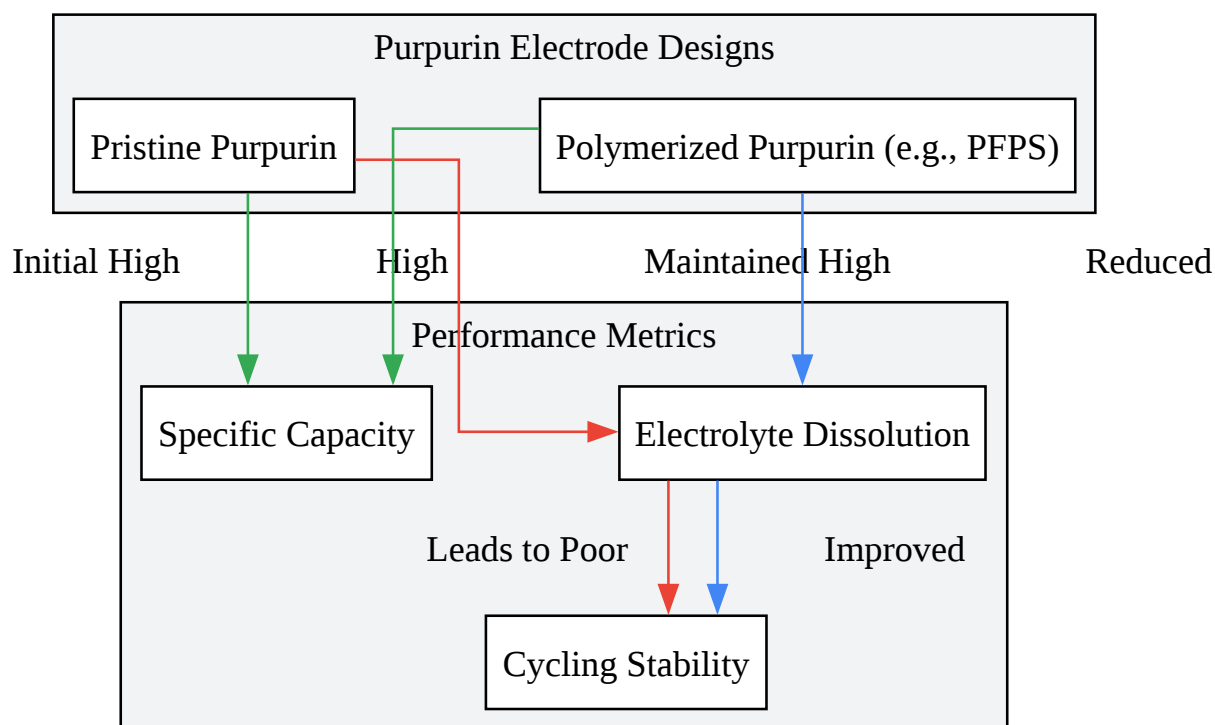 Purpurin Electrode Designs
Pristine Purpurin
Polymerized Purpurin (e.g., PFPS)
Initial High
High
Maintained High
Reduced
Performance Metrics
Specific Capacity
Electrolyte Dissolution
Leads to Poor
Improved
Cycling Stability